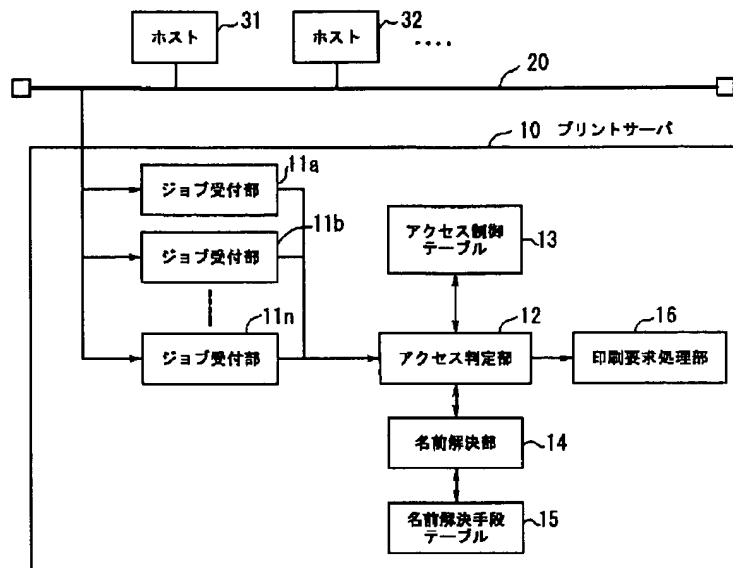 31
ホスト
32
ホスト
....
20
10 プリントサーバ
11a
ジョブ受付部
11b
ジョブ受付部
11n
ジョブ受付部
アクセス制御
テーブル
13
12
アクセス判定部
16
印刷要求処理部
名前解決部
14
名前解決手段
テーブル
15